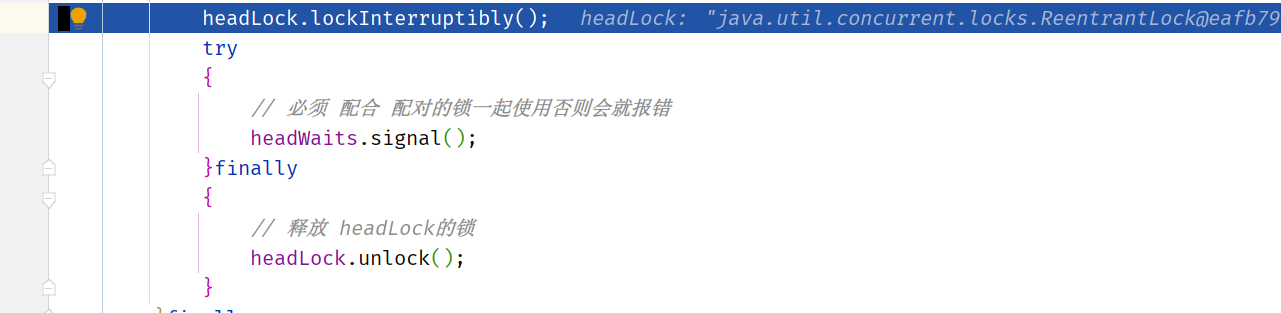 headLock.lockInterruptibly(); headLock: "java.util.concurrent.locks.ReentrantLock@eafb79
try
{
// 必须 配合 配对的锁一起使用否则会就报错
headWaits.signal();
}finally
{
// 释放 headLock的锁
headLock.unlock();
}
}finall